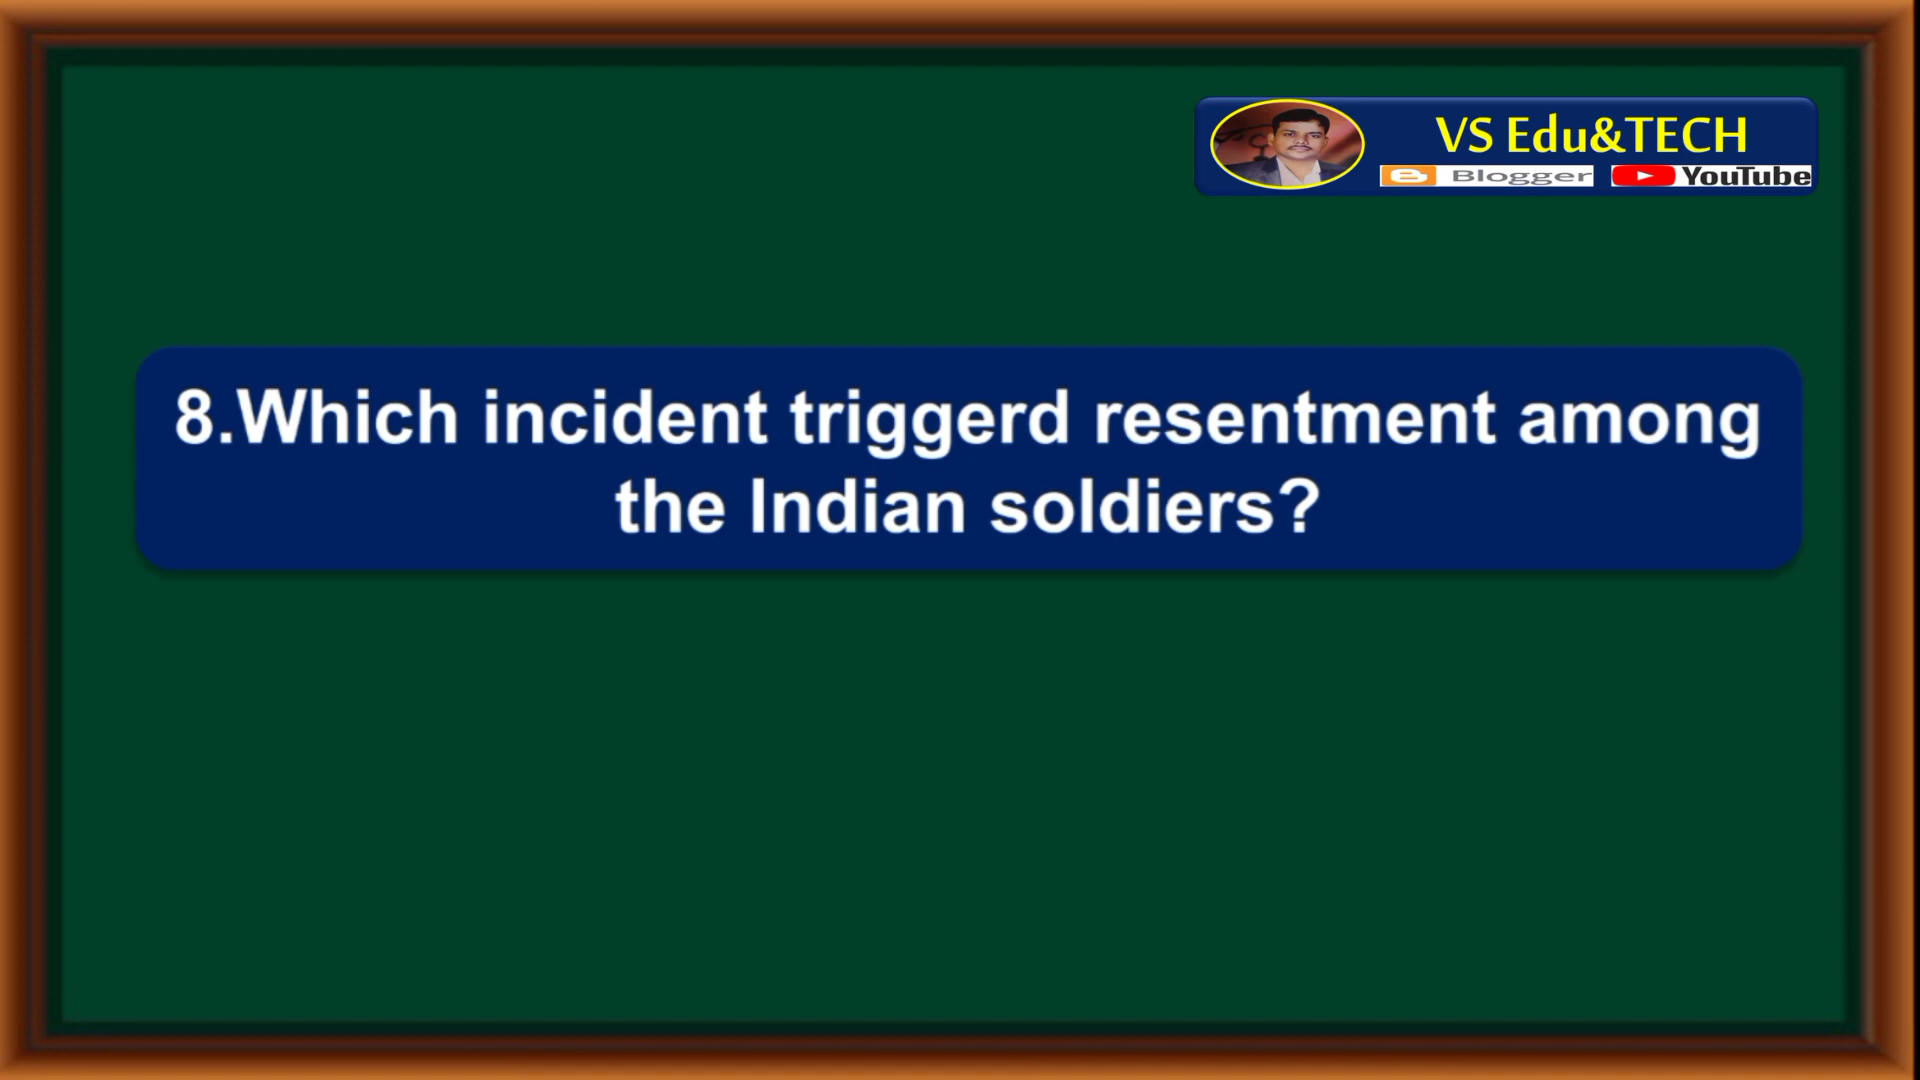 VS Edu&TECH
Blogger YouTube
8.Which incident triggerd resentment among
the Indian soldiers?